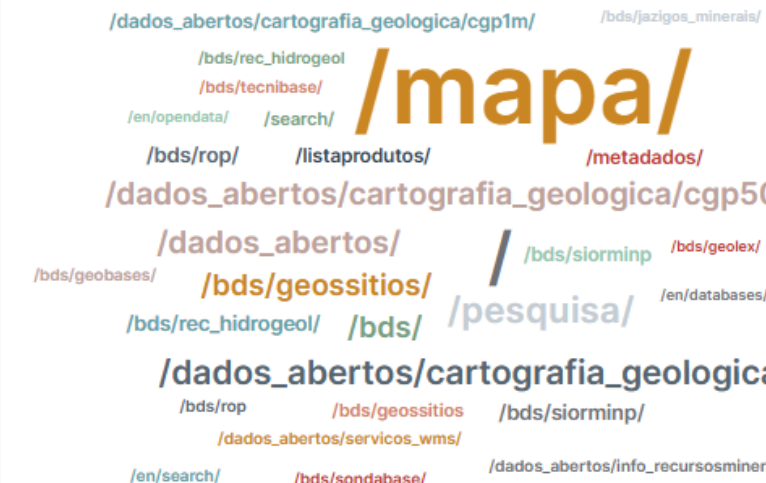 /dados_abertos/cartografia_geologica/cgp1m/
/bds/jazigos_minerais/
/bds/rec_hidrogeol
/mapa/
/bds/tecnibase/
/en/opendata/
/search/
/bds/rop/
/listaprodutos/
/metadados/
/dados_abertos/cartografia_geologica/cgp50
/dados_abertos/
/
/bds/siorminp
/bds/geolex/
/bds/geobases/
/bds/geossitios/
/en/databases/
/pesquisa/
/bds/rec_hidrogeol/
/bds/
/dados_abertos/cartografia_geologica
/bds/rop
/bds/geossitios
/bds/siorminp/
/dados_abertos/servicos_wms/
/dados_abertos/info_recursosminer
/en/search/
/bds/sondabase/